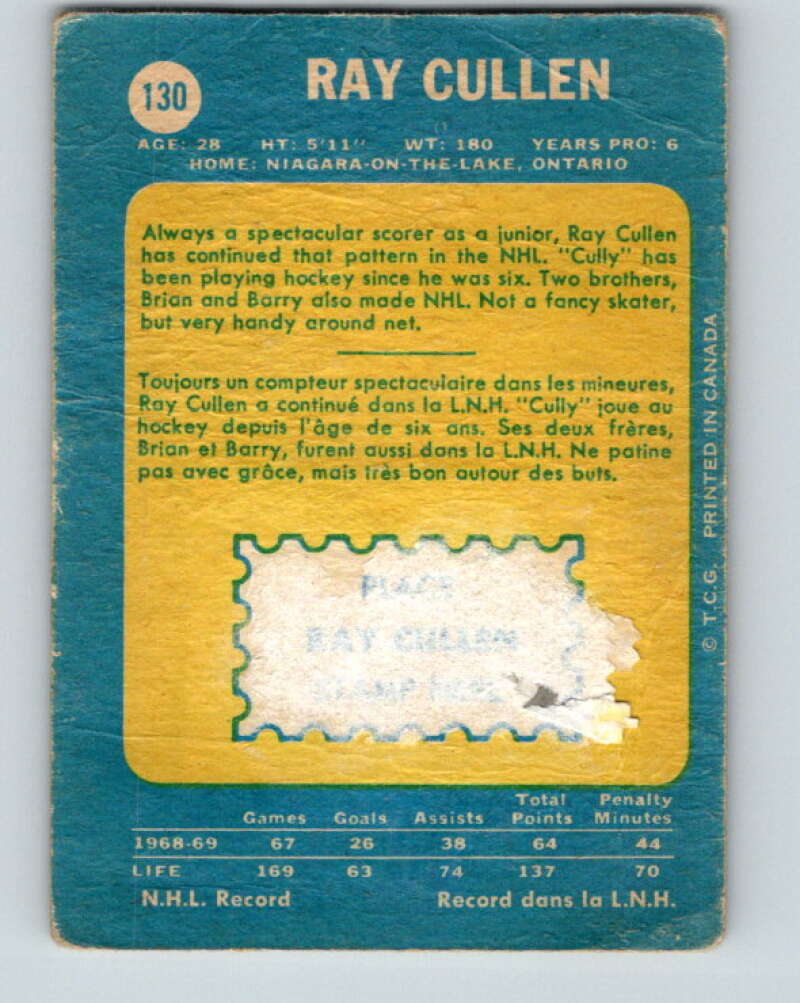 130
RAY CULLEN
AGE: 28 HT: 5'11" WT: 180 YEARS PRO: 6
HOME: NIAGARA-ON-THE-LAKE, ONTARIO
Always a spectacular scorer as a junior, Ray Cullen
has continued that pattern in the NHL. "Cully" has
been playing hockey since he was six. Two brothers,
Brian and Barry also made NHL. Not a fancy skater,
but very handy around net.
Toujours un compteur spectaculaire dans les mineures,
Ray Cullen a continué dans la L.N.H. "Cully" joue au
hockey depuis l'âge de six ans. Ses deux frères,
Brian et Barry, furent aussi dans la L.N.H. Ne patine
pas avec grâce, mais très bon autour des buts.
PLACE
RAY CULLEN
STAMP HERE
© T.C.G. PRINTED IN CANADA
Total Penalty
Games Goals Assists Points Minutes
1968-69 67 26 38 64 44
LIFE 169 63 74 137 70
N.H.L. Record Record dans la L.N.H.